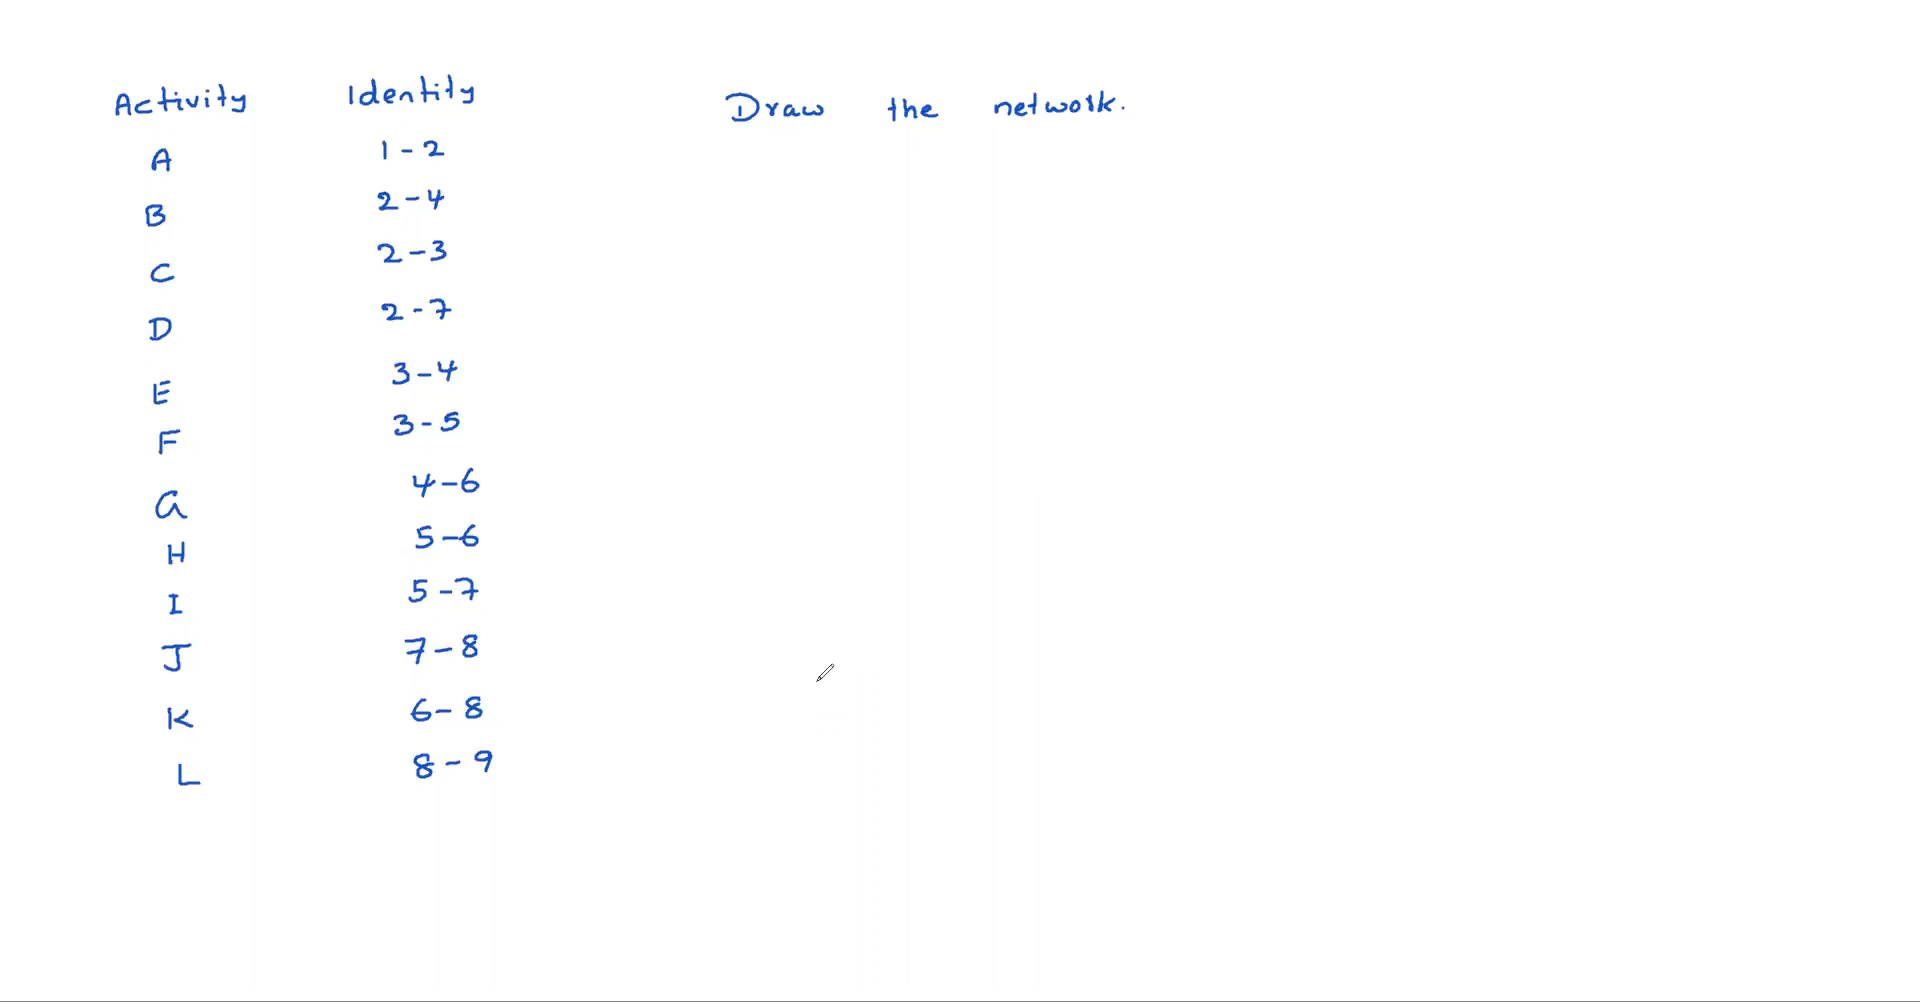 Activity Identity Draw the network.
A 1-2
B 2-4
C 2-3
D 2-7
E 3-4
F 3-5
G 4-6
H 5-6
I 5-7
J 7-8
K 6-8
L 8-9